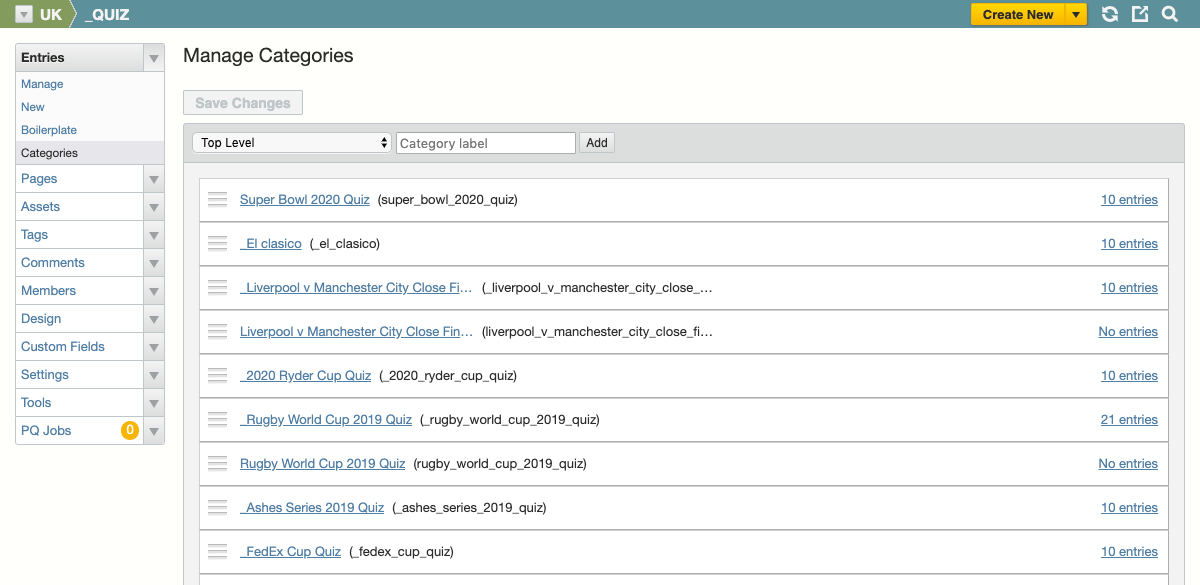 UK _QUIZ Create New
Entries
Manage
New
Boilerplate
Categories
Pages
Assets
Tags
Comments
Members
Design
Custom Fields
Settings
Tools
PQ Jobs 0
Manage Categories
Save Changes
Top Level Category label Add
Super Bowl 2020 Quiz (super_bowl_2020_quiz) 10 entries
_El clasico (_el_clasico) 10 entries
_Liverpool v Manchester City Close Fi… (_liverpool_v_manchester_city_close_… 10 entries
Liverpool v Manchester City Close Fin… (liverpool_v_manchester_city_close_fi… No entries
_2020 Ryder Cup Quiz (_2020_ryder_cup_quiz) 10 entries
_Rugby World Cup 2019 Quiz (_rugby_world_cup_2019_quiz) 21 entries
Rugby World Cup 2019 Quiz (rugby_world_cup_2019_quiz) No entries
_Ashes Series 2019 Quiz (_ashes_series_2019_quiz) 10 entries
_FedEx Cup Quiz (_fedex_cup_quiz) 10 entries